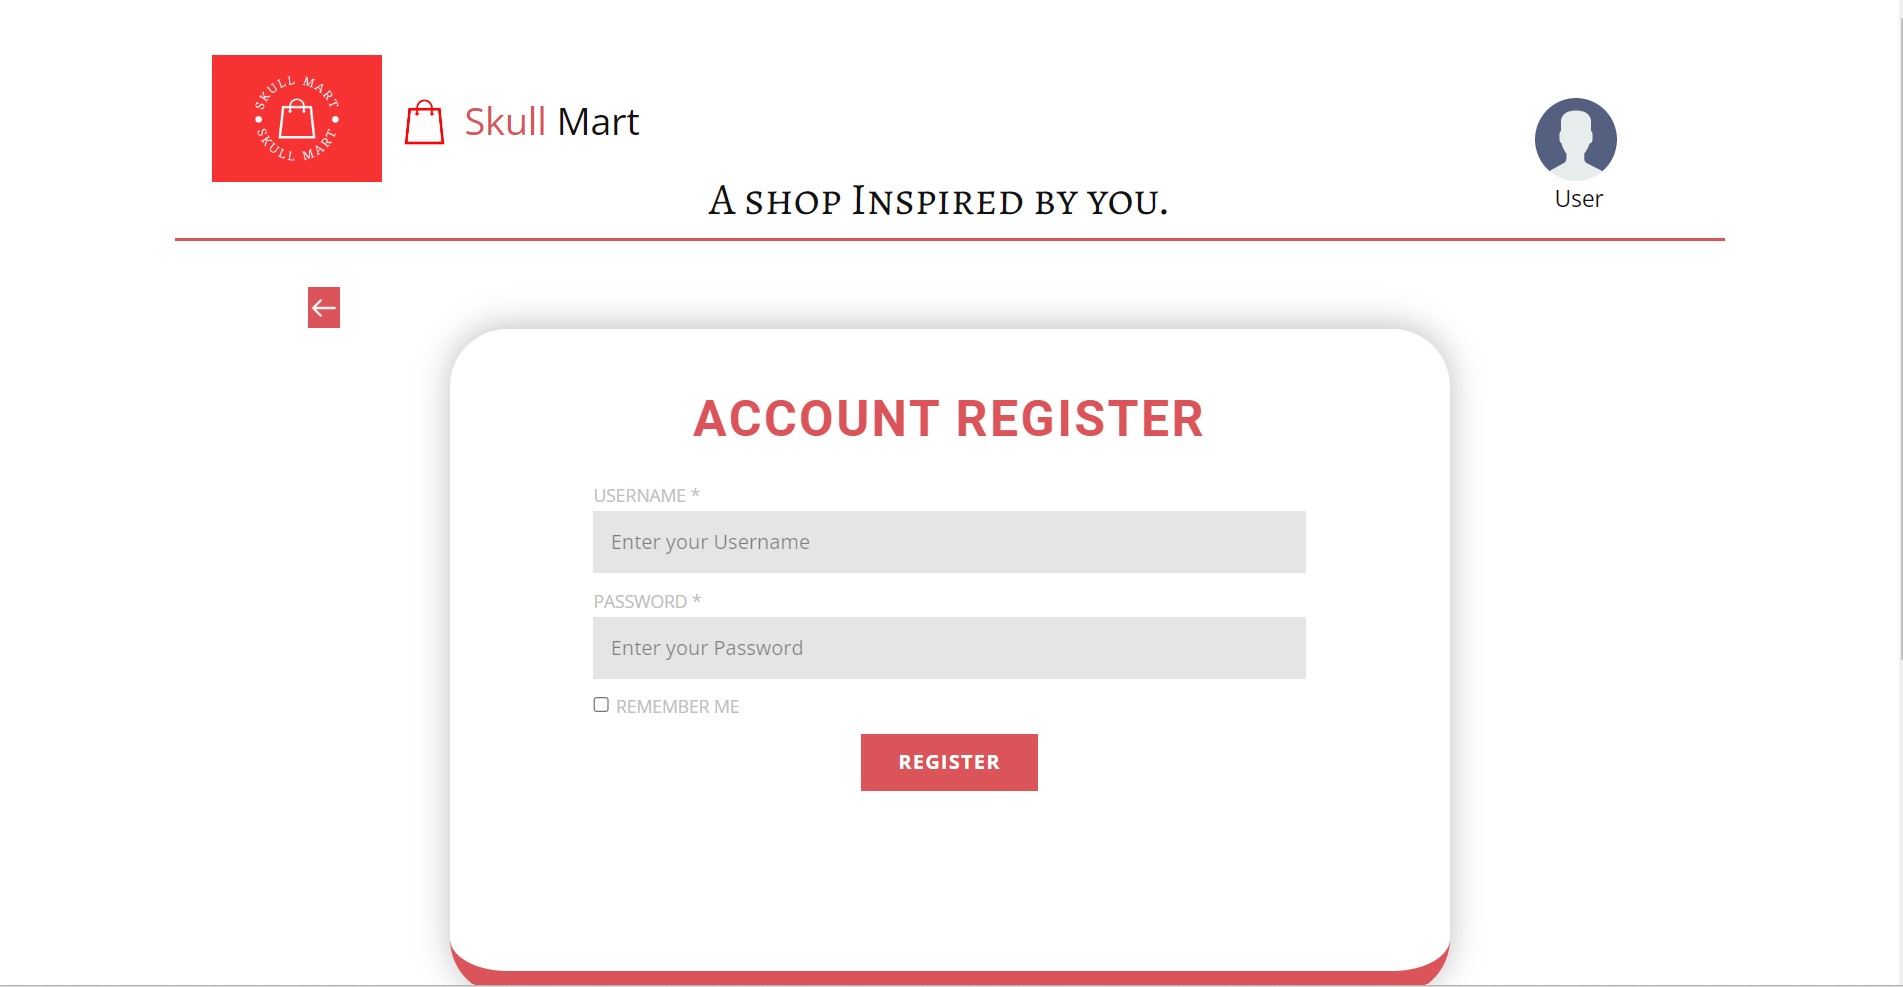 SKULL MART
SKULL MART
Skull Mart
A SHOP INSPIRED BY YOU.
User
ACCOUNT REGISTER
USERNAME *
Enter your Username
PASSWORD *
Enter your Password
REMEMBER ME
REGISTER